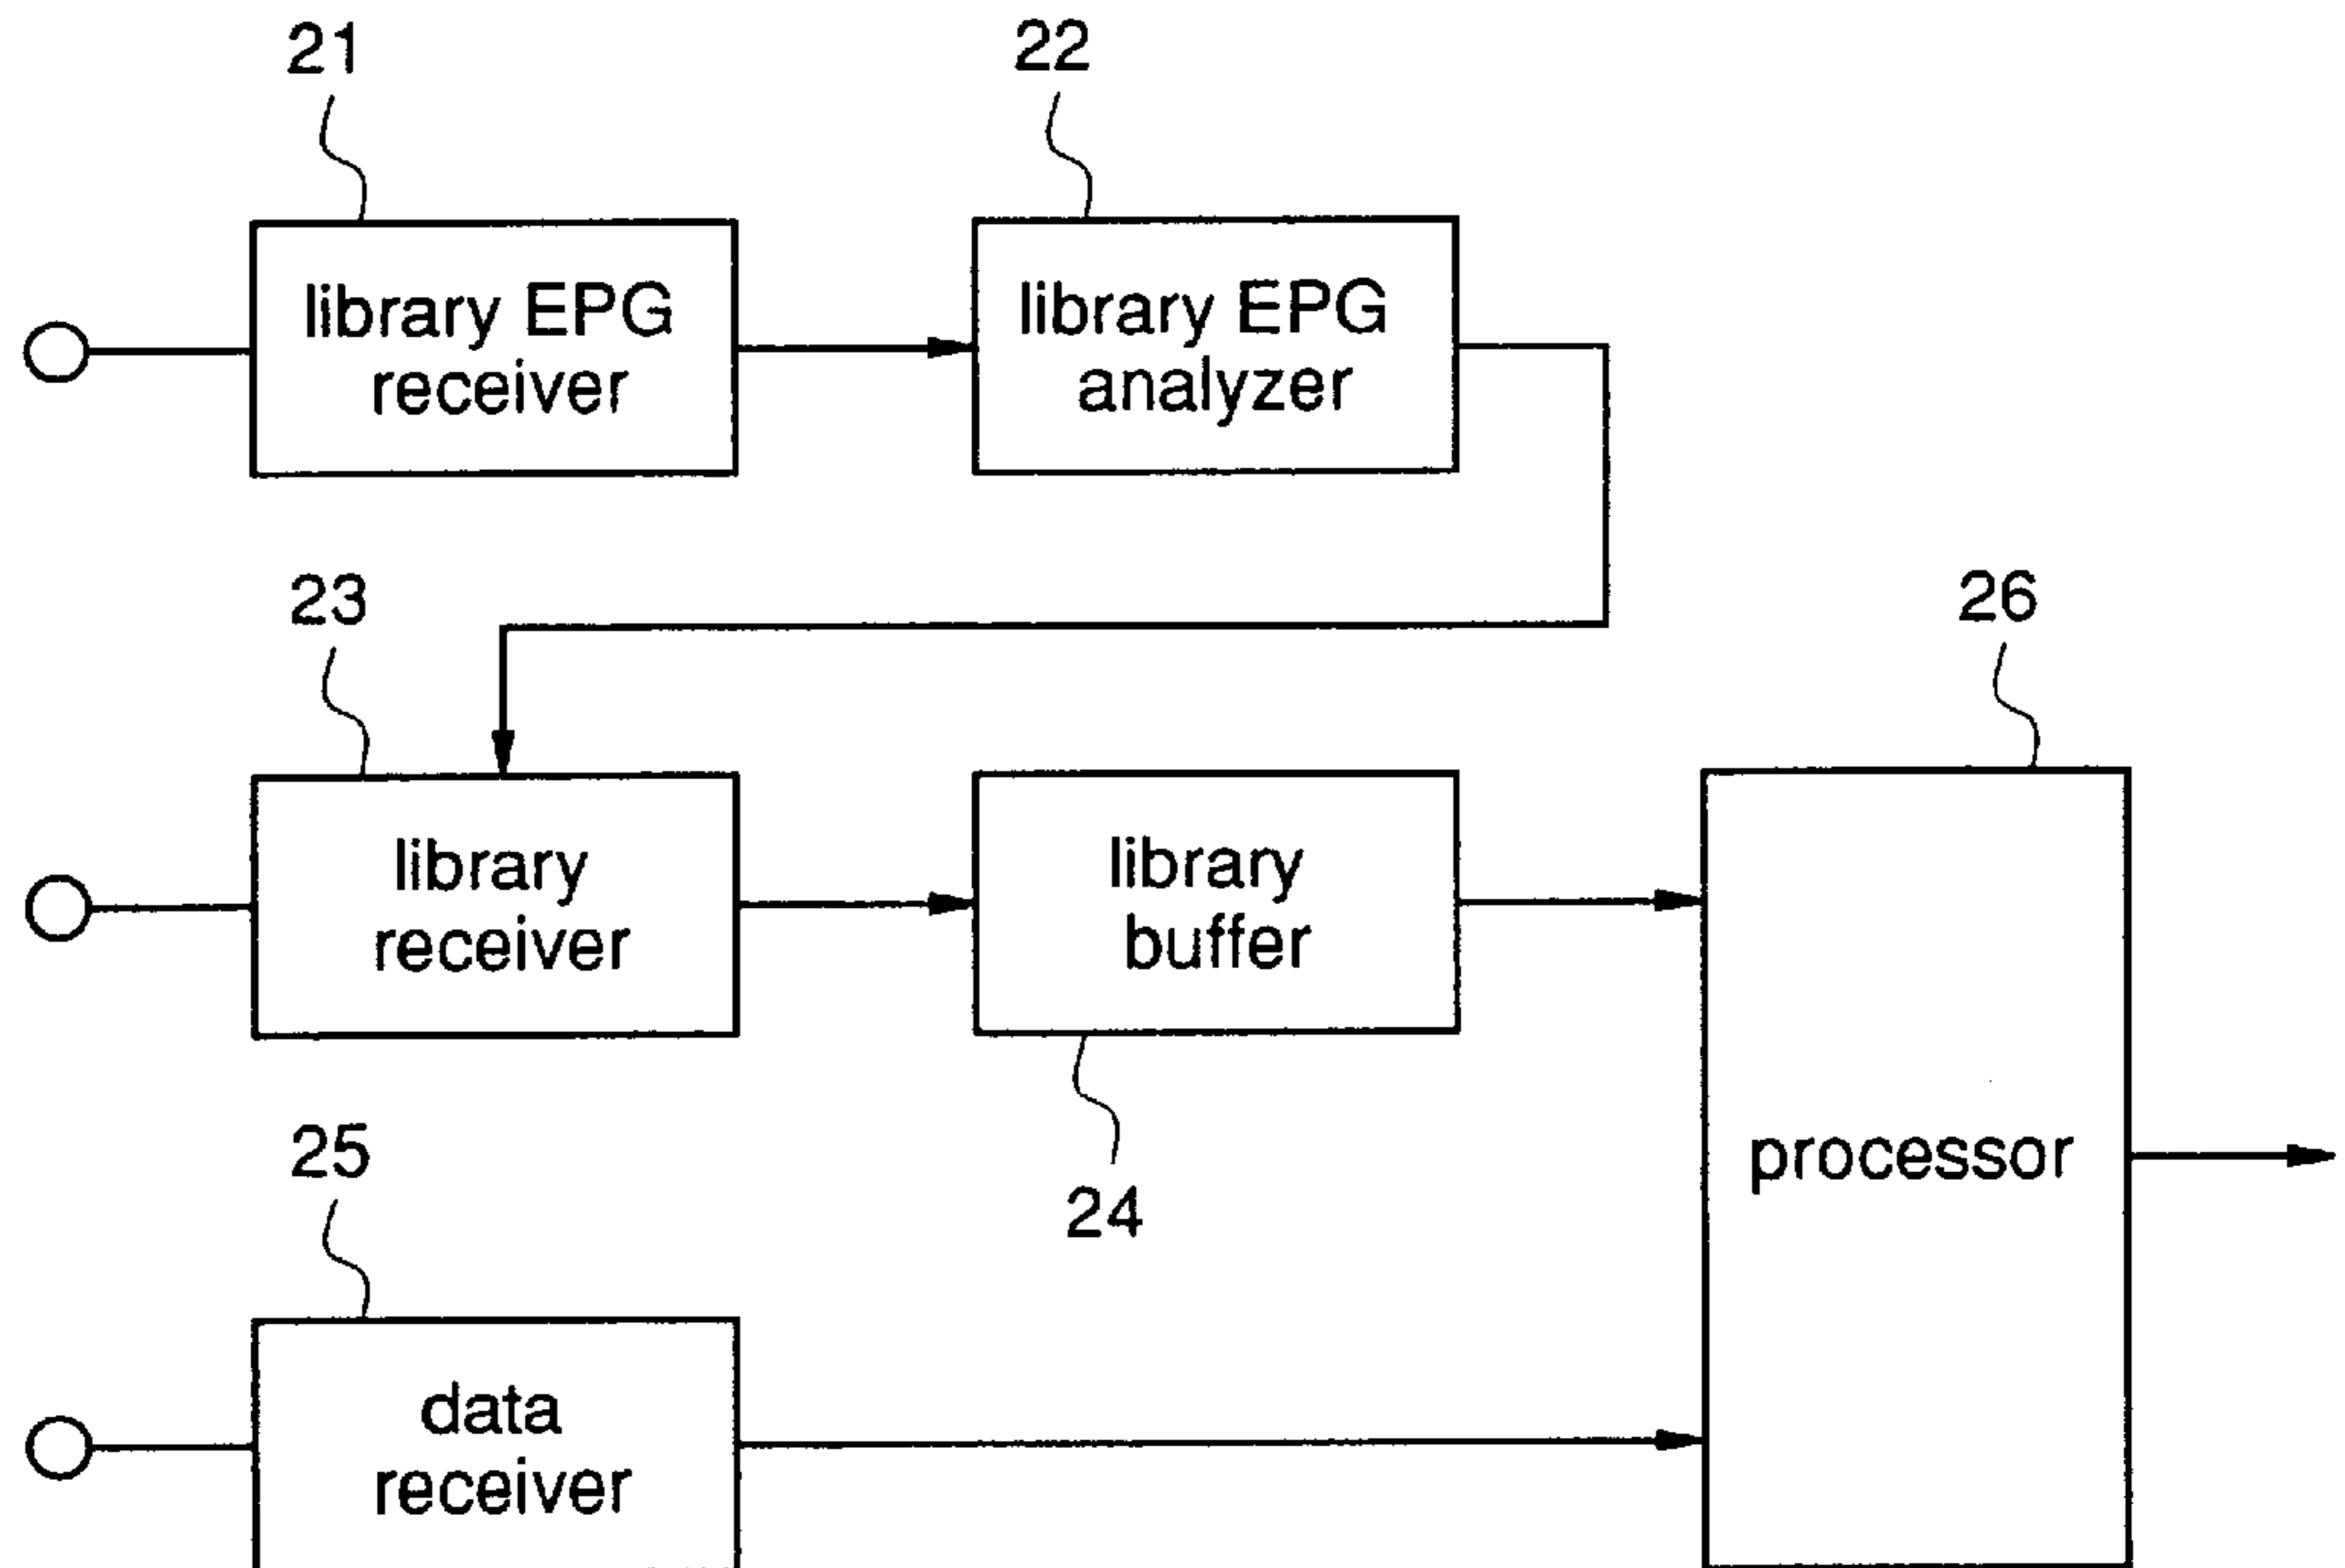 21
22
library EPG
receiver
library EPG
analyzer
23
26
library
receiver
library
buffer
processor
25
24
data
receiver